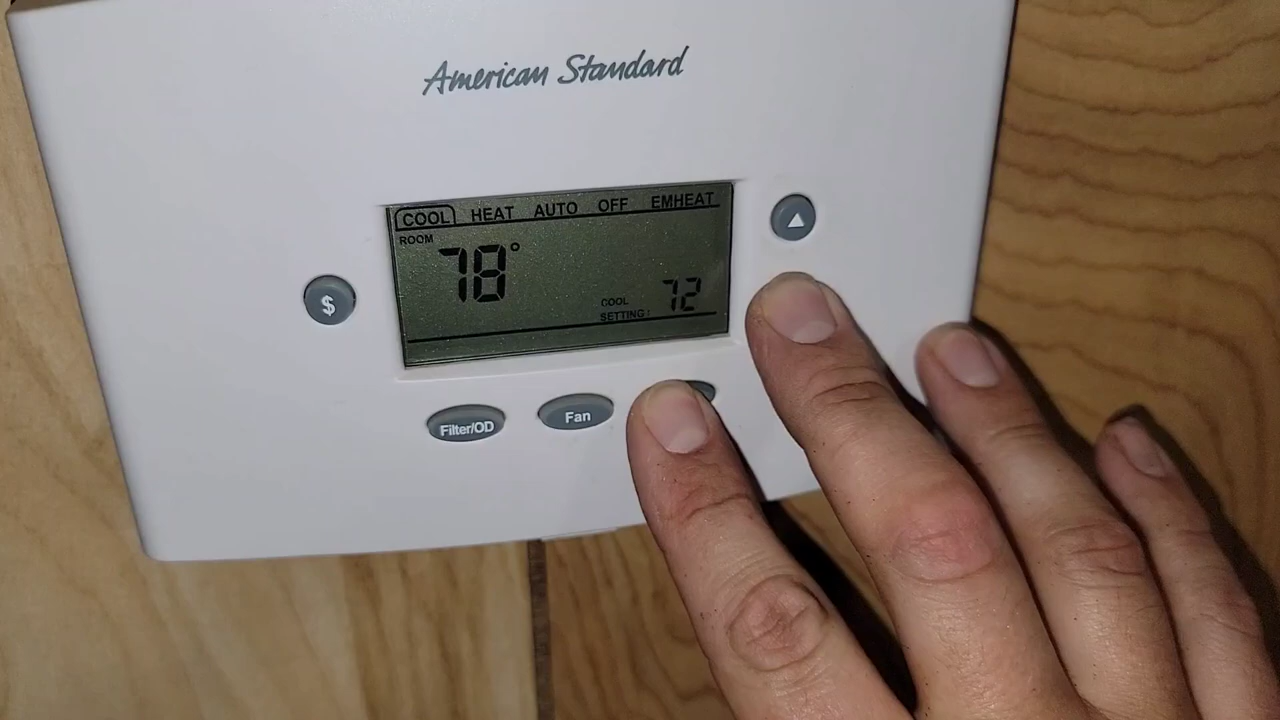 American Standard
COOL HEAT AUTO OFF EMHEAT
ROOM
78°
COOL
SETTING: 72
$
Filter/OD
Fan